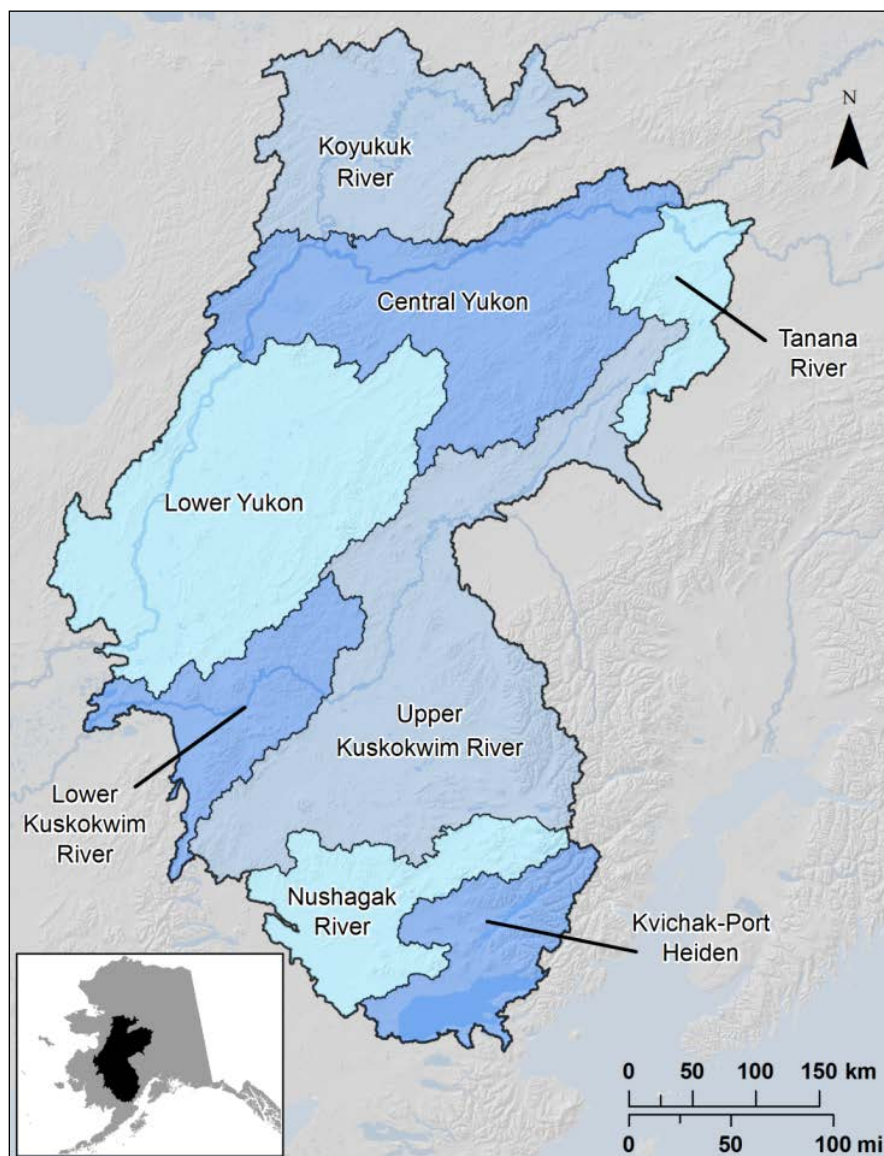 N
Koyukuk
River
Central Yukon
Tanana
River
Lower Yukon
Upper
Kuskokwim River
Lower
Kuskokwim
River
Nushagak
River
Kvichak-Port
Heiden
0 50 100 150 km
0 50 100 mi